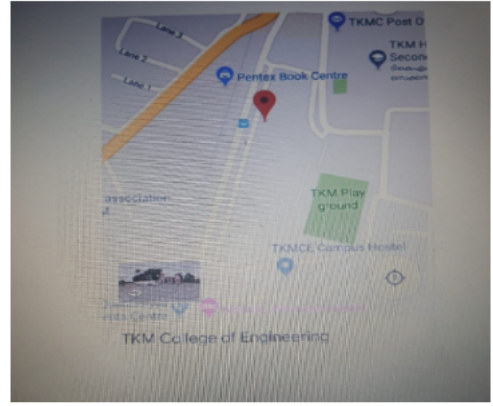 Lane 3
TKMC Post O
Lane 2
TKM H
Secon
Lane 1
Pentex Book Centre
association
TKM Play
ground
TKMCE Campus Hostel
Centre
TKM College of Engineering